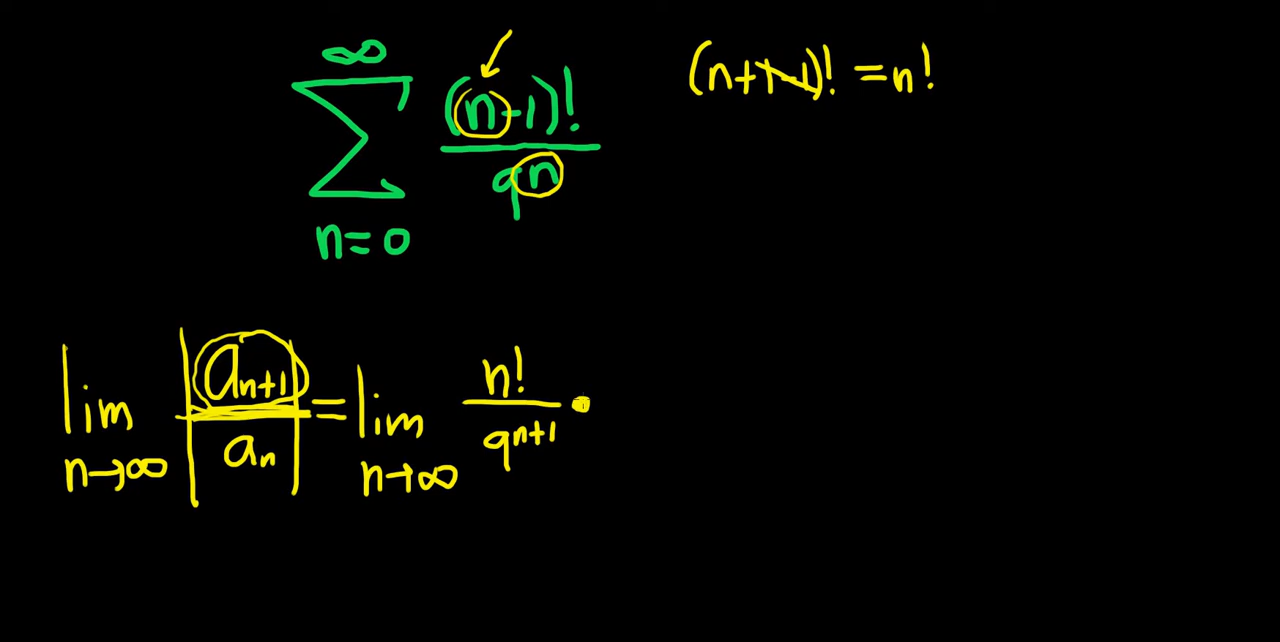 ∞
∑ (n-1)! / 9^n
n=0
(n+1-1)! = n!
lim n→∞ |a_{n+1} / a_n| = lim n→∞ n! / 9^{n+1} ·